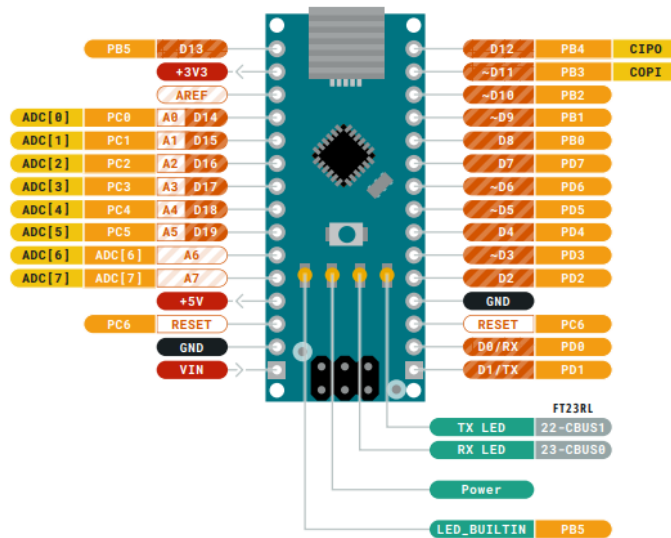 PB5 D13 D12 PB4 CIPO
+3V3 ~D11 PB3 COPI
AREF ~D10 PB2
ADC[0] PC0 A0 D14 ~D9 PB1
ADC[1] PC1 A1 D15 D8 PB0
ADC[2] PC2 A2 D16 D7 PD7
ADC[3] PC3 A3 D17 ~D6 PD6
ADC[4] PC4 A4 D18 ~D5 PD5
ADC[5] PC5 A5 D19 D4 PD4
ADC[6] ADC[6] A6 ~D3 PD3
ADC[7] ADC[7] A7 D2 PD2
+5V GND
PC6 RESET RESET PC6
GND D0/RX PD0
VIN D1/TX PD1
FT23RL
TX LED 22-CBUS1
RX LED 23-CBUS0
Power
LED_BUILTIN PB5